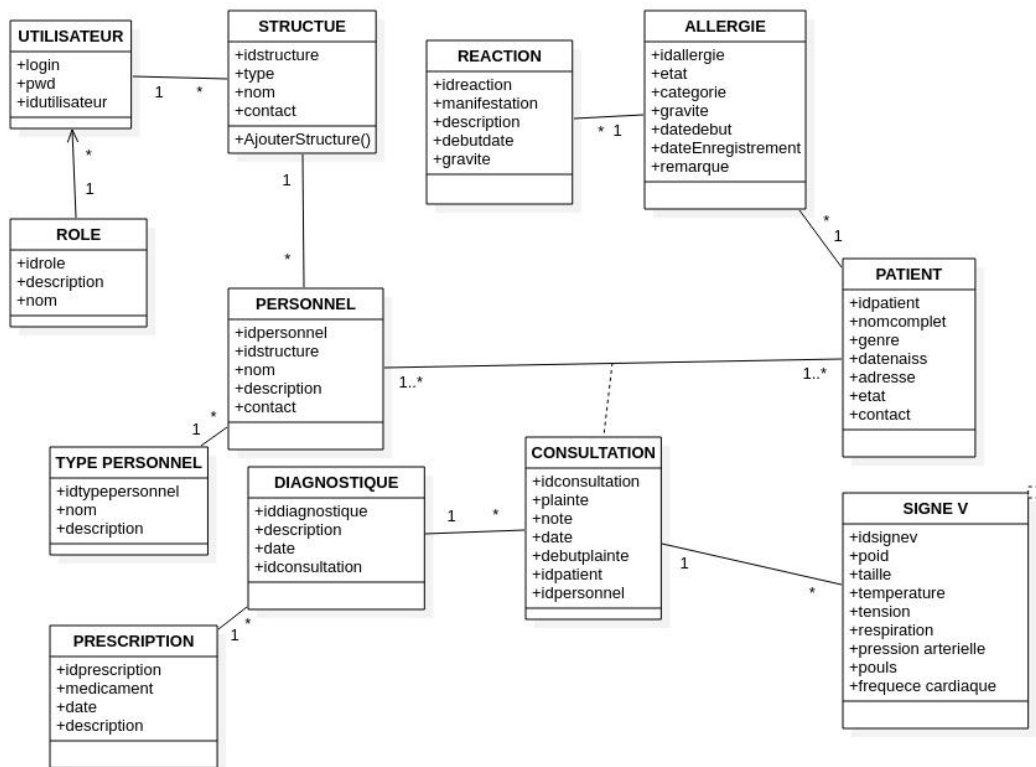 UTILISATEUR
+login
+pwd
+idutilisateur
1
*
STRUCTUE
+idstructure
+type
+nom
+contact
+AjouterStructure()
REACTION
+idreaction
+manifestation
+description
+debutdate
+gravite
*
1
ALLERGIE
+idallergie
+etat
+categorie
+gravite
+datedebut
+dateEnregistrement
+remarque
*
1
*
1
ROLE
+idrole
+description
+nom
1
*
PERSONNEL
+idpersonnel
+idstructure
+nom
+description
+contact
1..*
1..*
PATIENT
+idpatient
+nomcomplet
+genre
+datenaiss
+adresse
+etat
+contact
*
1
TYPE PERSONNEL
+idtypepersonnel
+nom
+description
DIAGNOSTIQUE
+iddiagnostique
+description
+date
+idconsultation
1
*
CONSULTATION
+idconsultation
+plainte
+note
+date
+debutplainte
+idpatient
+idpersonnel
1
*
SIGNE V
+idsignev
+poid
+taille
+temperature
+tension
+respiration
+pression arterielle
+pouls
+frequece cardiaque
1
*
PRESCRIPTION
+idprescription
+medicament
+date
+description